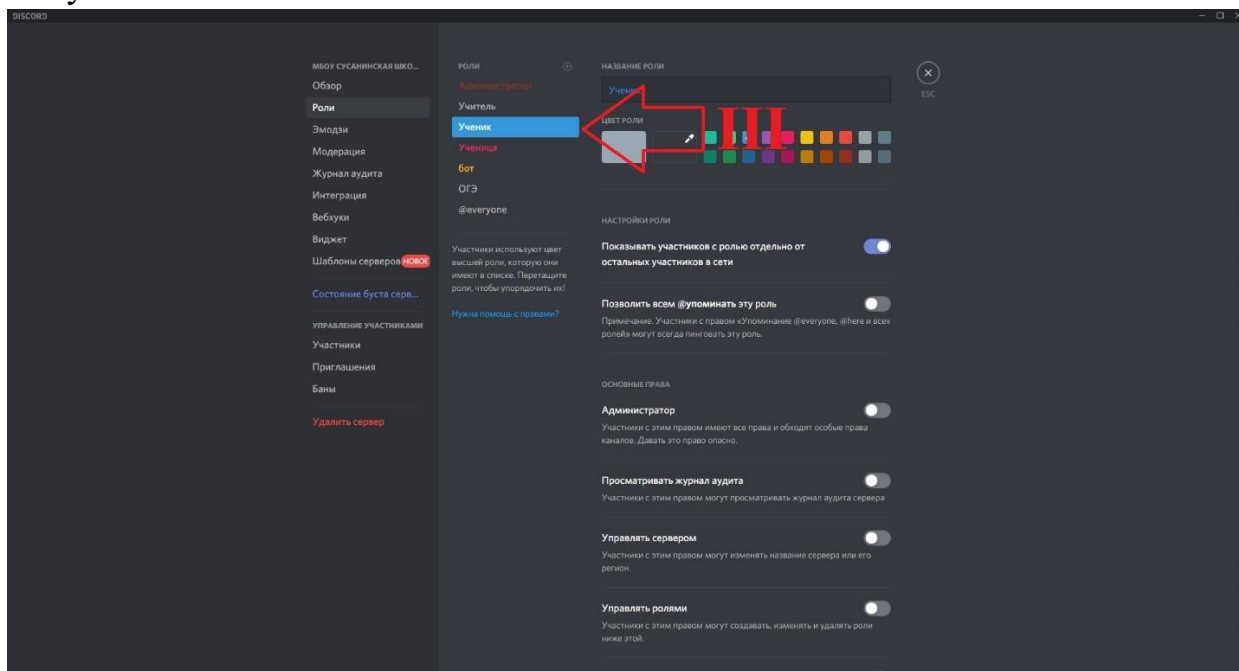 DISCORD
МБОУ СУСАНИНСКАЯ ШКО...
Обзор
Роли
Эмодзи
Модерация
Журнал аудита
Интеграция
Вебхуки
Виджет
Шаблоны серверов НОВОЕ
Состояние буста серв...
УПРАВЛЕНИЕ УЧАСТНИКАМИ
Участники
Приглашения
Баны
Удалить сервер
РОЛИ
Администратор
Учитель
Ученик
Ученица
бот
ОГЭ
@everyone
Участники используют цвет
высшей роли, которую они
имеют в списке. Перетащите
роли, чтобы упорядочить их!
Нужна помощь с правами?
НАЗВАНИЕ РОЛИ
Ученик
ЦВЕТ РОЛИ
III
НАСТРОЙКИ РОЛИ
Показывать участников с ролью отдельно от
остальных участников в сети
Позволить всем @упоминать эту роль
Примечание. Участники с правом «Упоминание @everyone, @here и всех
ролей» могут всегда пинговать эту роль.
ОСНОВНЫЕ ПРАВА
Администратор
Участники с этим правом имеют все права и обходят особые права
каналов. Давать это право опасно.
Просматривать журнал аудита
Участники с этим правом могут просматривать журнал аудита сервера
Управлять сервером
Участники с этим правом могут изменять название сервера или его
регион.
Управлять ролями
Участники с этим правом могут создавать, изменять и удалять роли
ниже этой.
ESC